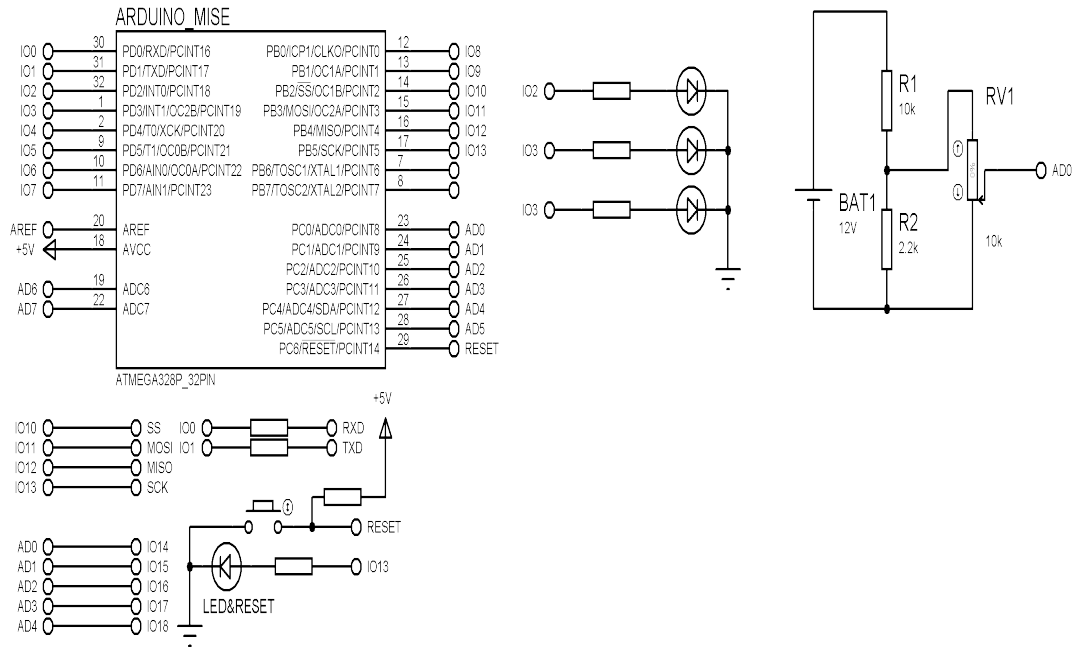 ARDUINO_MISE
IO0 30 PD0/RXD/PCINT16 PB0/ICP1/CLKO/PCINT0 12 IO8
IO1 31 PD1/TXD/PCINT17 PB1/OC1A/PCINT1 13 IO9
IO2 32 PD2/INT0/PCINT18 PB2/SS/OC1B/PCINT2 14 IO10
IO3 1 PD3/INT1/OC2B/PCINT19 PB3/MOSI/OC2A/PCINT3 15 IO11
IO4 2 PD4/T0/XCK/PCINT20 PB4/MISO/PCINT4 16 IO12
IO5 9 PD5/T1/OC0B/PCINT21 PB5/SCK/PCINT5 17 IO13
IO6 10 PD6/AIN0/OC0A/PCINT22 PB6/TOSC1/XTAL1/PCINT6 7
IO7 11 PD7/AIN1/PCINT23 PB7/TOSC2/XTAL2/PCINT7 8
AREF 20 AREF PC0/ADC0/PCINT8 23 AD0
+5V 18 AVCC PC1/ADC1/PCINT9 24 AD1
PC2/ADC2/PCINT10 25 AD2
AD6 19 ADC6 PC3/ADC3/PCINT11 26 AD3
AD7 22 ADC7 PC4/ADC4/SDA/PCINT12 27 AD4
PC5/ADC5/SCL/PCINT13 28 AD5
PC6/RESET/PCINT14 29 RESET
ATMEGA328P_32PIN
IO2
IO3
IO3
R1
10k
RV1
AD0
BAT1
12V
R2
2.2k
10k
+5V
IO10 SS IO0 RXD
IO11 MOSI IO1 TXD
IO12 MISO
IO13 SCK
RESET
AD0 IO14
AD1 IO15 IO13
AD2 IO16
AD3 IO17 LED&RESET
AD4 IO18